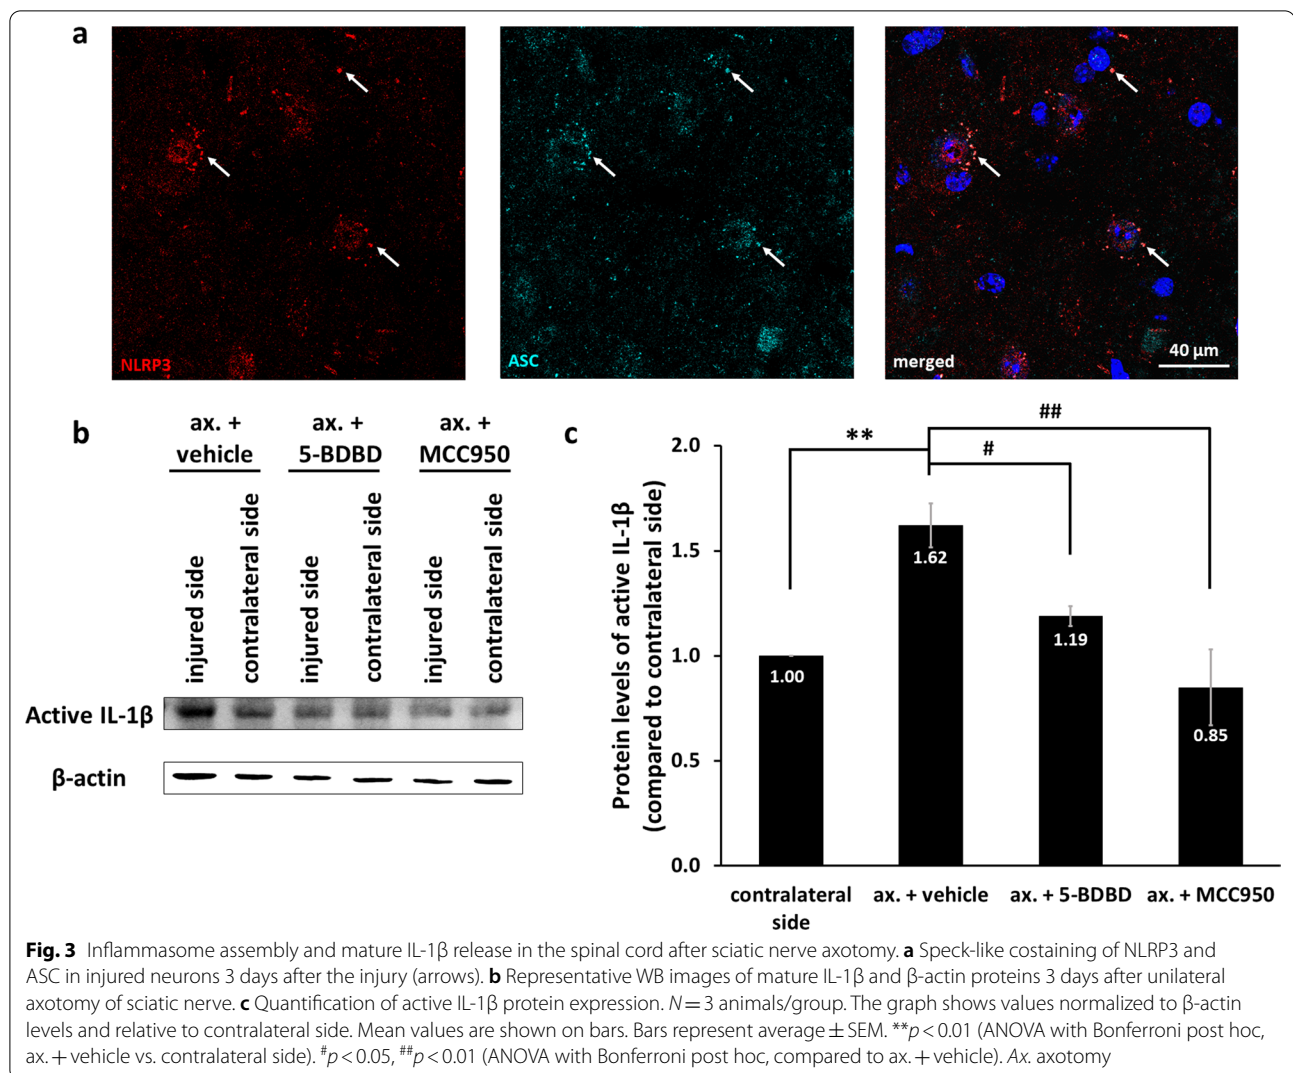 a
NLRP3
ASC
merged
40 µm
b
ax. +
vehicle
ax. +
5-BDBD
ax. +
MCC950
injured side
contralateral side
injured side
contralateral side
injured side
contralateral side
Active IL-1β
β-actin
c
Protein levels of active IL-1β
(compared to contralateral side)
2.0
1.5
1.0
0.5
0.0
**
#
##
1.00
1.62
1.19
0.85
contralateral
side
ax. + vehicle
ax. + 5-BDBD
ax. + MCC950
Fig. 3 Inflammasome assembly and mature IL-1β release in the spinal cord after sciatic nerve axotomy. a Speck-like costaining of NLRP3 and
ASC in injured neurons 3 days after the injury (arrows). b Representative WB images of mature IL-1β and β-actin proteins 3 days after unilateral
axotomy of sciatic nerve. c Quantification of active IL-1β protein expression. N = 3 animals/group. The graph shows values normalized to β-actin
levels and relative to contralateral side. Mean values are shown on bars. Bars represent average ± SEM. **p < 0.01 (ANOVA with Bonferroni post hoc,
ax. + vehicle vs. contralateral side). #p < 0.05, ##p < 0.01 (ANOVA with Bonferroni post hoc, compared to ax. + vehicle). Ax. axotomy